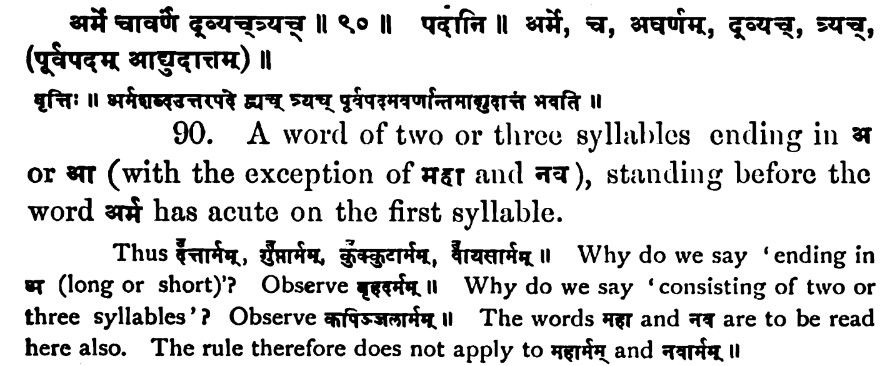 अर्मे चावर्णं द्व्यच्त्र्यच् ॥ ९० ॥ पदानि ॥ अर्मे, च, अवर्णम्, द्व्यच्, त्र्यच्,
(पूर्वपदम् आद्युदात्तम्) ॥
वृत्तिः ॥ अर्मशब्दउत्तरपदे द्व्यच् त्र्यच् पूर्वपदमवर्णान्तमाद्युदात्तं भवति ॥
90. A word of two or three syllables ending in अ
or आ (with the exception of महा and नव), standing before the
word अर्म has acute on the first syllable.
Thus दत्तार्मम्, गुप्तार्मम्, कुक्कुटार्मम्, वायसार्मम् ॥ Why do we say ‘ending in
अ (long or short)’? Observe बृहदर्मम् ॥ Why do we say ‘consisting of two or
three syllables’? Observe कपिञ्जलार्मम् ॥ The words महा and नव are to be read
here also. The rule therefore does not apply to महार्मम् and नवार्मम् ॥